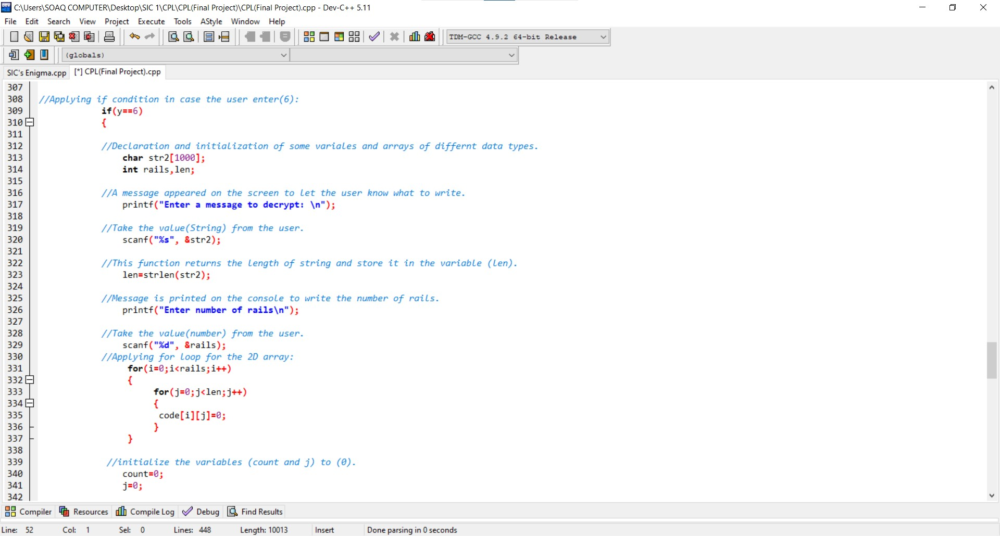 C:\Users\SOAQ COMPUTER\Desktop\SIC 1\CPL\CPL(Final Project)\CPL(Final Project).cpp - Dev-C++ 5.11
File Edit Search View Project Execute Tools AStyle Window Help
TDM-GCC 4.9.2 64-bit Release
(globals)
SIC's Enigma.cpp [*] CPL(Final Project).cpp
307
308 //Applying if condition in case the user enter(6):
309 if(y==6)
310 {
311
312 //Declaration and initialization of some variales and arrays of differnt data types.
313 char str2[1000];
314 int rails,len;
315
316 //A message appeared on the screen to let the user know what to write.
317 printf("Enter a message to decrypt: \n");
318
319 //Take the value(String) from the user.
320 scanf("%s", &str2);
321
322 //This function returns the length of string and store it in the variable (len).
323 len=strlen(str2);
324
325 //Message is printed on the console to write the number of rails.
326 printf("Enter number of rails\n");
327
328 //Take the value(number) from the user.
329 scanf("%d", &rails);
330 //Applying for loop for the 2D array:
331 for(i=0;i<rails;i++)
332 {
333 for(j=0;j<len;j++)
334 {
335 code[i][j]=0;
336 }
337 }
338
339 //initialize the variables (count and j) to (0).
340 count=0;
341 j=0;
342
Compiler Resources Compile Log Debug Find Results
Line: 52 Col: 1 Sel: 0 Lines: 448 Length: 10013 Insert Done parsing in 0 seconds